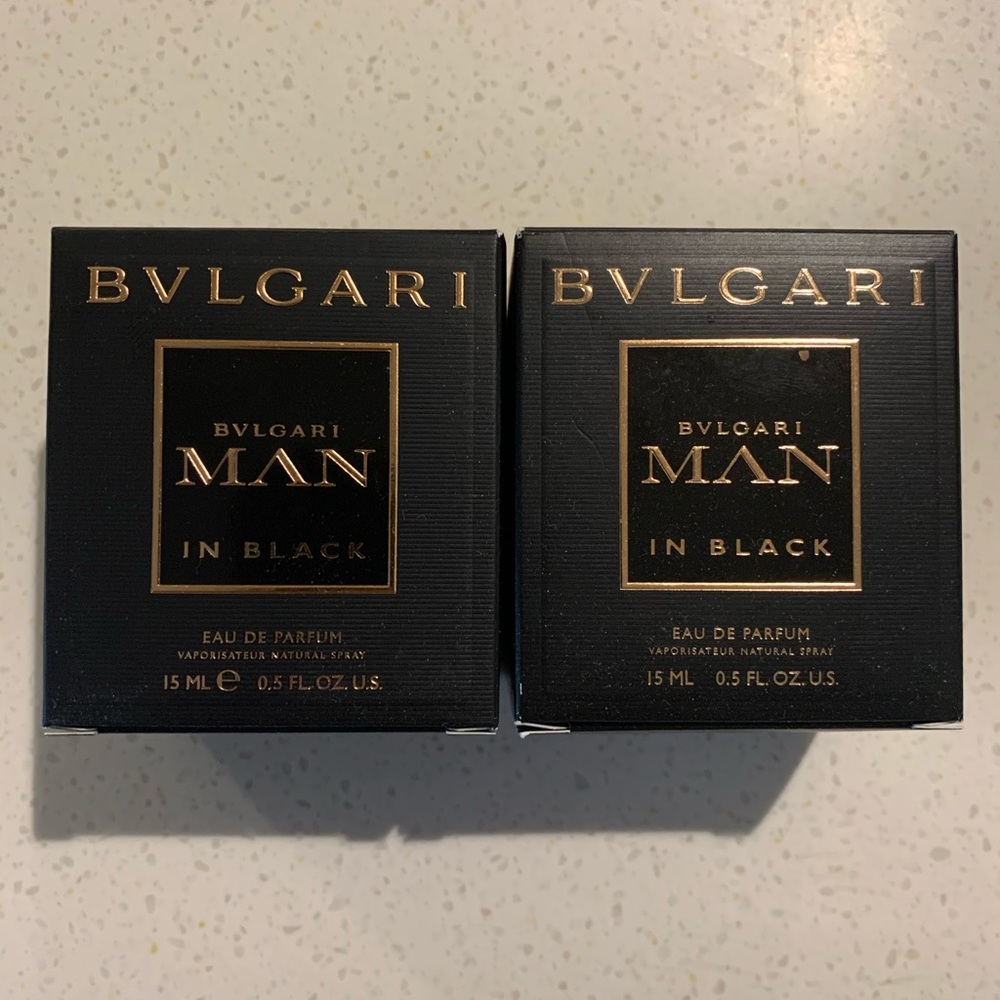 BVLGARI
BVLGARI
MAN
IN BLACK
EAU DE PARFUM
VAPORISATEUR NATURAL SPRAY
15 ML ℮ 0.5 FL. OZ. U.S.
BVLGARI
BVLGARI
MAN
IN BLACK
EAU DE PARFUM
VAPORISATEUR NATURAL SPRAY
15 ML 0.5 FL. OZ. U.S.